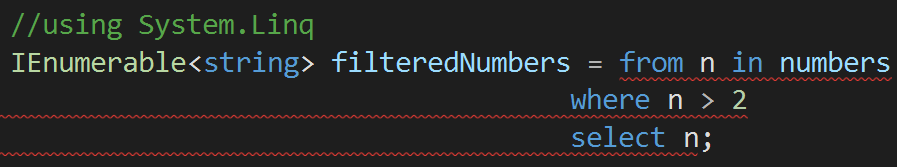 //using System.Linq
IEnumerable<string> filteredNumbers = from n in numbers
where n > 2
select n;